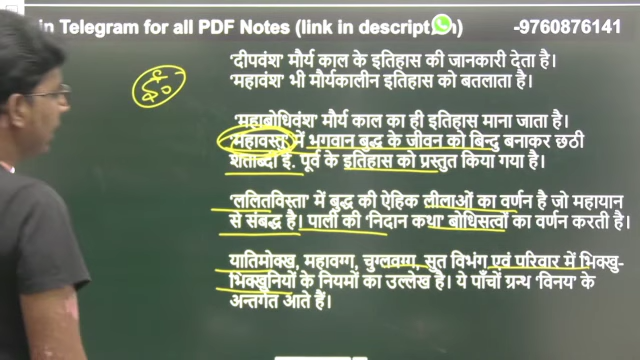 in Telegram for all PDF Notes (link in descript n) -9760876141
'दीपवंश' मौर्य काल के इतिहास की जानकारी देता है।
'महावंश' भी मौर्यकालीन इतिहास को बतलाता है।
'महाबोधिवंश' मौर्य काल का ही इतिहास माना जाता है।
'महावस्तु' में भगवान बुद्ध के जीवन को बिन्दु बनाकर छठी
शताब्दी ई. पूर्व के इतिहास को प्रस्तुत किया गया है।
'ललितविस्ता' में बुद्ध की ऐहिक लीलाओं का वर्णन है जो महायान
से संबद्ध है। पाली की 'निदान कथा' बोधिसत्वों का वर्णन करती है।
यातिमोक्ख, महावग्ग, चुग्लवग्ग, सुत विभंग एवं परिवार में भिक्खु-
भिक्खुनियों के नियमों का उल्लेख है। ये पाँचों ग्रन्थ 'विनय' के
अन्तर्गत आते हैं।